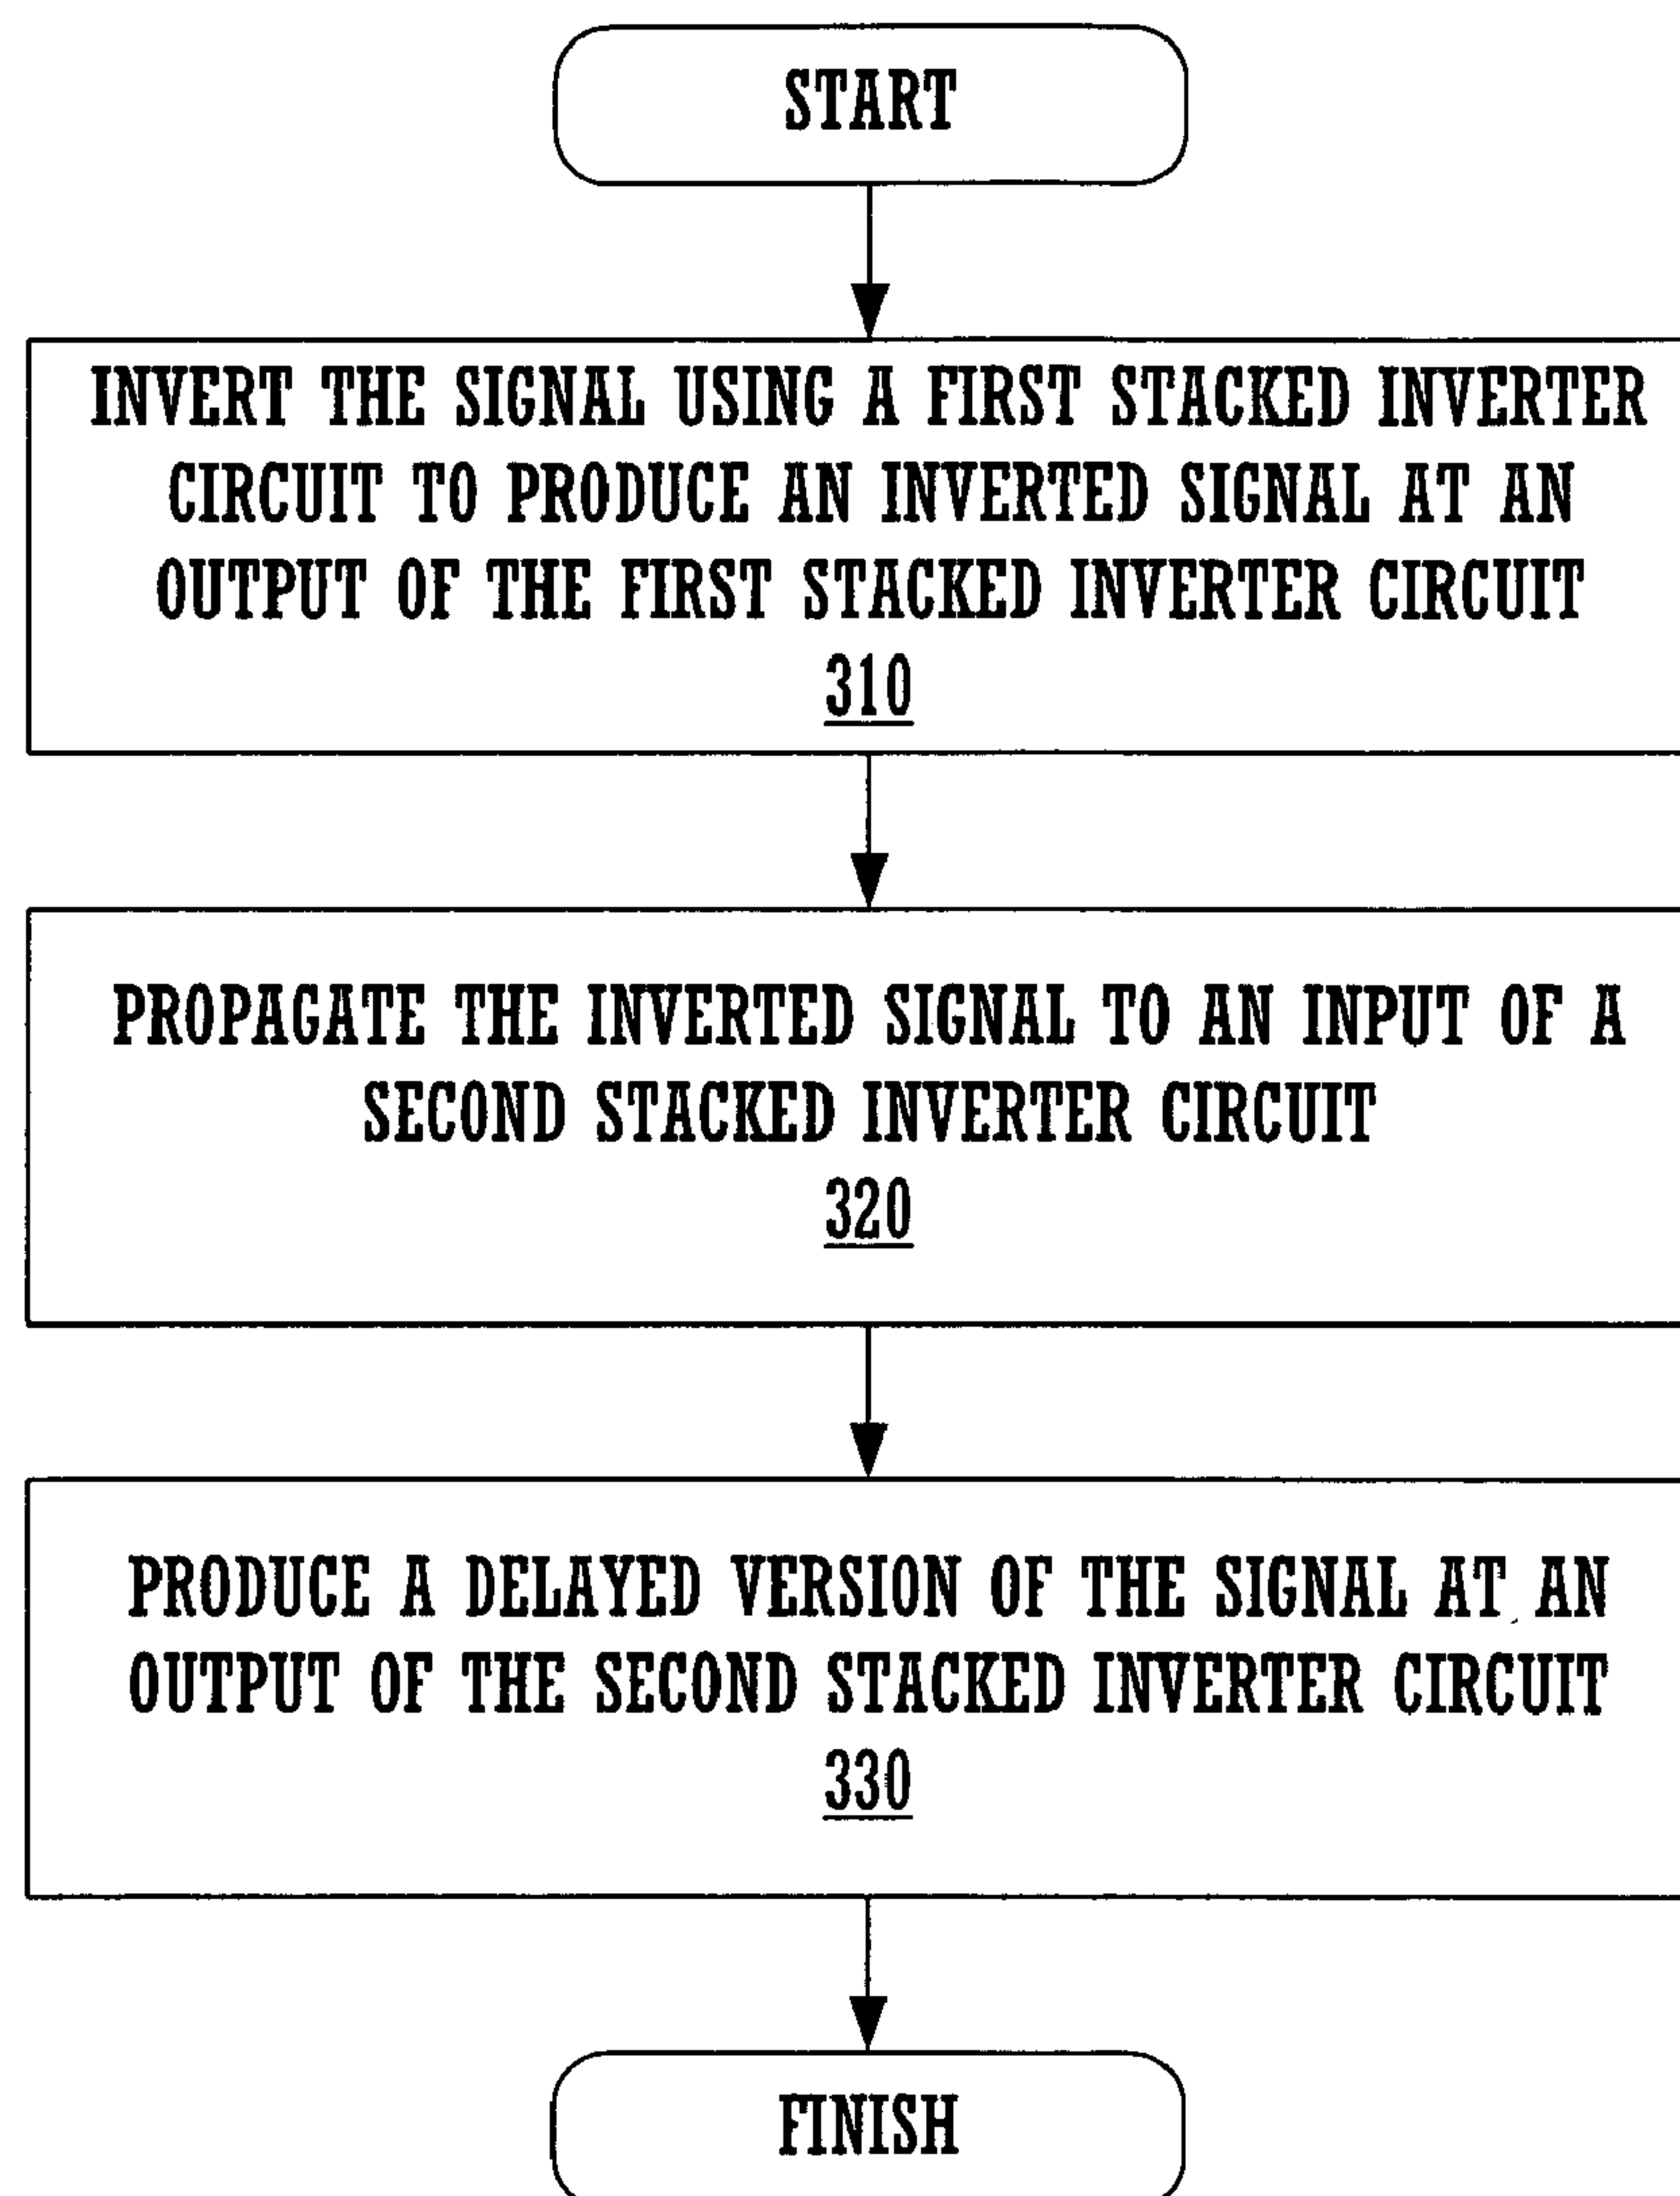 START
INVERT THE SIGNAL USING A FIRST STACKED INVERTER
CIRCUIT TO PRODUCE AN INVERTED SIGNAL AT AN
OUTPUT OF THE FIRST STACKED INVERTER CIRCUIT
310
PROPAGATE THE INVERTED SIGNAL TO AN INPUT OF A
SECOND STACKED INVERTER CIRCUIT
320
PRODUCE A DELAYED VERSION OF THE SIGNAL AT AN
OUTPUT OF THE SECOND STACKED INVERTER CIRCUIT
330
FINISH